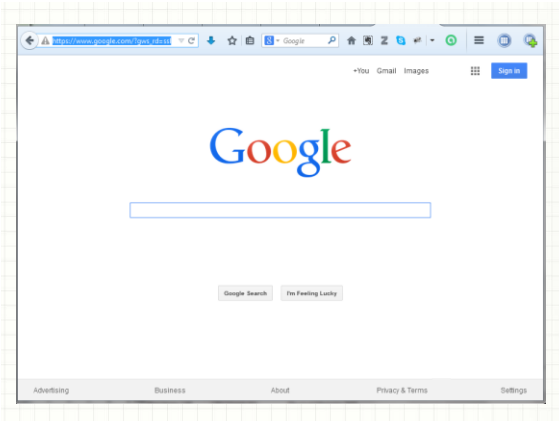 https://www.google.com/?gws_rd=ssl
Google
+You Gmail Images
Sign in
Google
Google Search I'm Feeling Lucky
Advertising Business About Privacy & Terms Settings